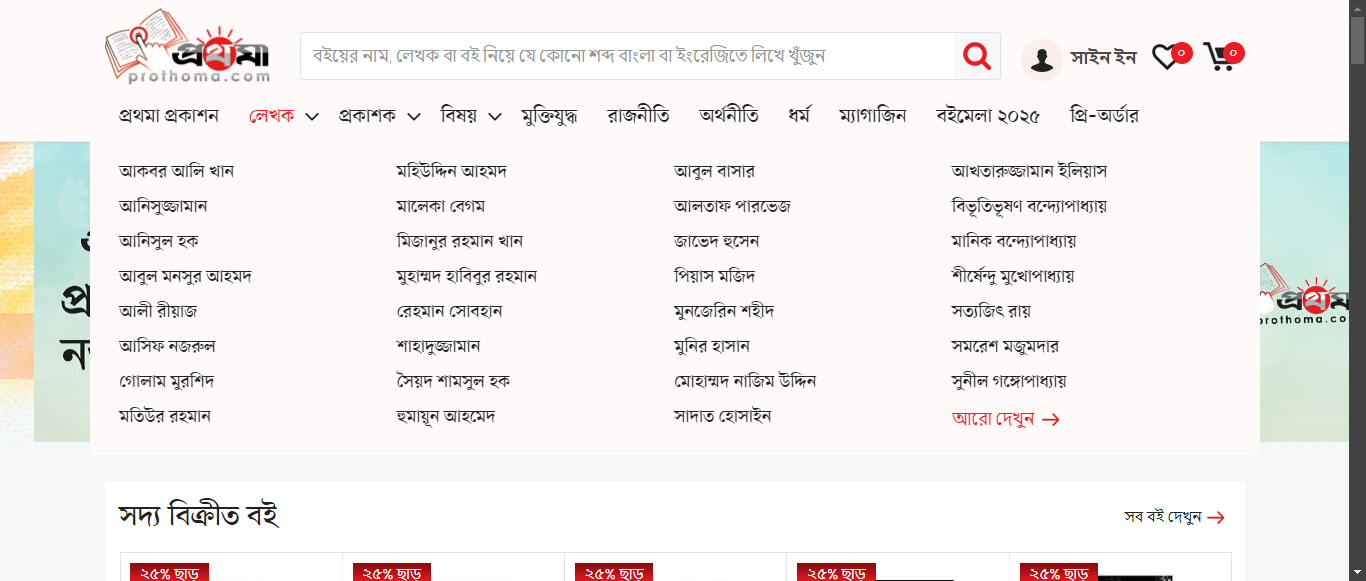 প্রথমা
prothoma.com
বইয়ের নাম, লেখক বা বই নিয়ে যে কোনো শব্দ বাংলা বা ইংরেজিতে লিখে খুঁজুন
সাইন ইন
০
০
প্রথমা প্রকাশন লেখক প্রকাশক বিষয় মুক্তিযুদ্ধ রাজনীতি অর্থনীতি ধর্ম ম্যাগাজিন বইমেলা ২০২৫ প্রি-অর্ডার
আকবর আলি খান মহিউদ্দিন আহমদ আবুল বাসার আখতারুজ্জামান ইলিয়াস
আনিসুজ্জামান মালেকা বেগম আলতাফ পারভেজ বিভূতিভূষণ বন্দ্যোপাধ্যায়
আনিসুল হক মিজানুর রহমান খান জাভেদ হুসেন মানিক বন্দ্যোপাধ্যায়
আবুল মনসুর আহমদ মুহাম্মদ হাবিবুর রহমান পিয়াস মজিদ শীর্ষেন্দু মুখোপাধ্যায়
আলী রীয়াজ রেহমান সোবহান মুনজেরিন শহীদ সত্যজিৎ রায়
আসিফ নজরুল শাহাদুজ্জামান মুনির হাসান সমরেশ মজুমদার
গোলাম মুরশিদ সৈয়দ শামসুল হক মোহাম্মদ নাজিম উদ্দিন সুনীল গঙ্গোপাধ্যায়
মতিউর রহমান হুমায়ূন আহমেদ সাদাত হোসাইন আরো দেখুন →
প্রথমা
prothoma.co
সদ্য বিক্রীত বই
সব বই দেখুন →
২৫% ছাড় ২৫% ছাড় ২৫% ছাড় ২৫% ছাড় ২৫% ছাড়